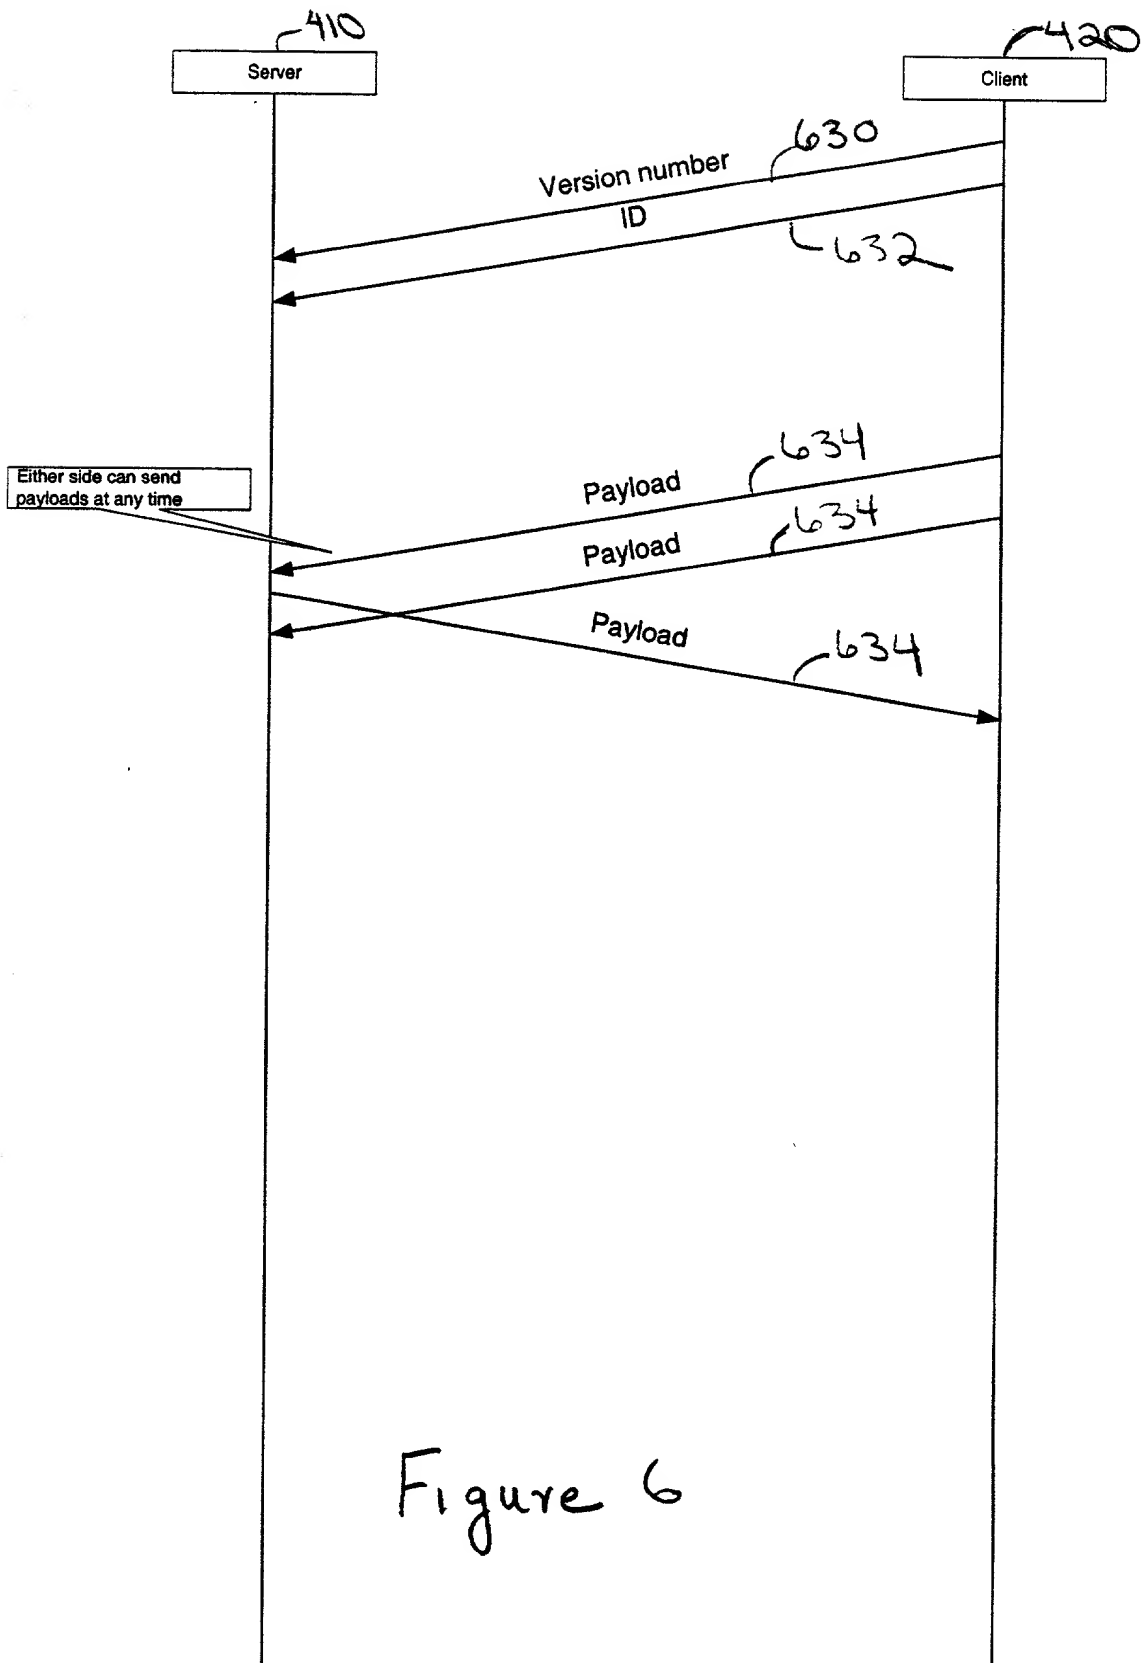 410
420
Server
Client
630
Version number
ID
632
634
Either side can send
payloads at any time
Payload
634
Payload
Payload
634
Figure 6